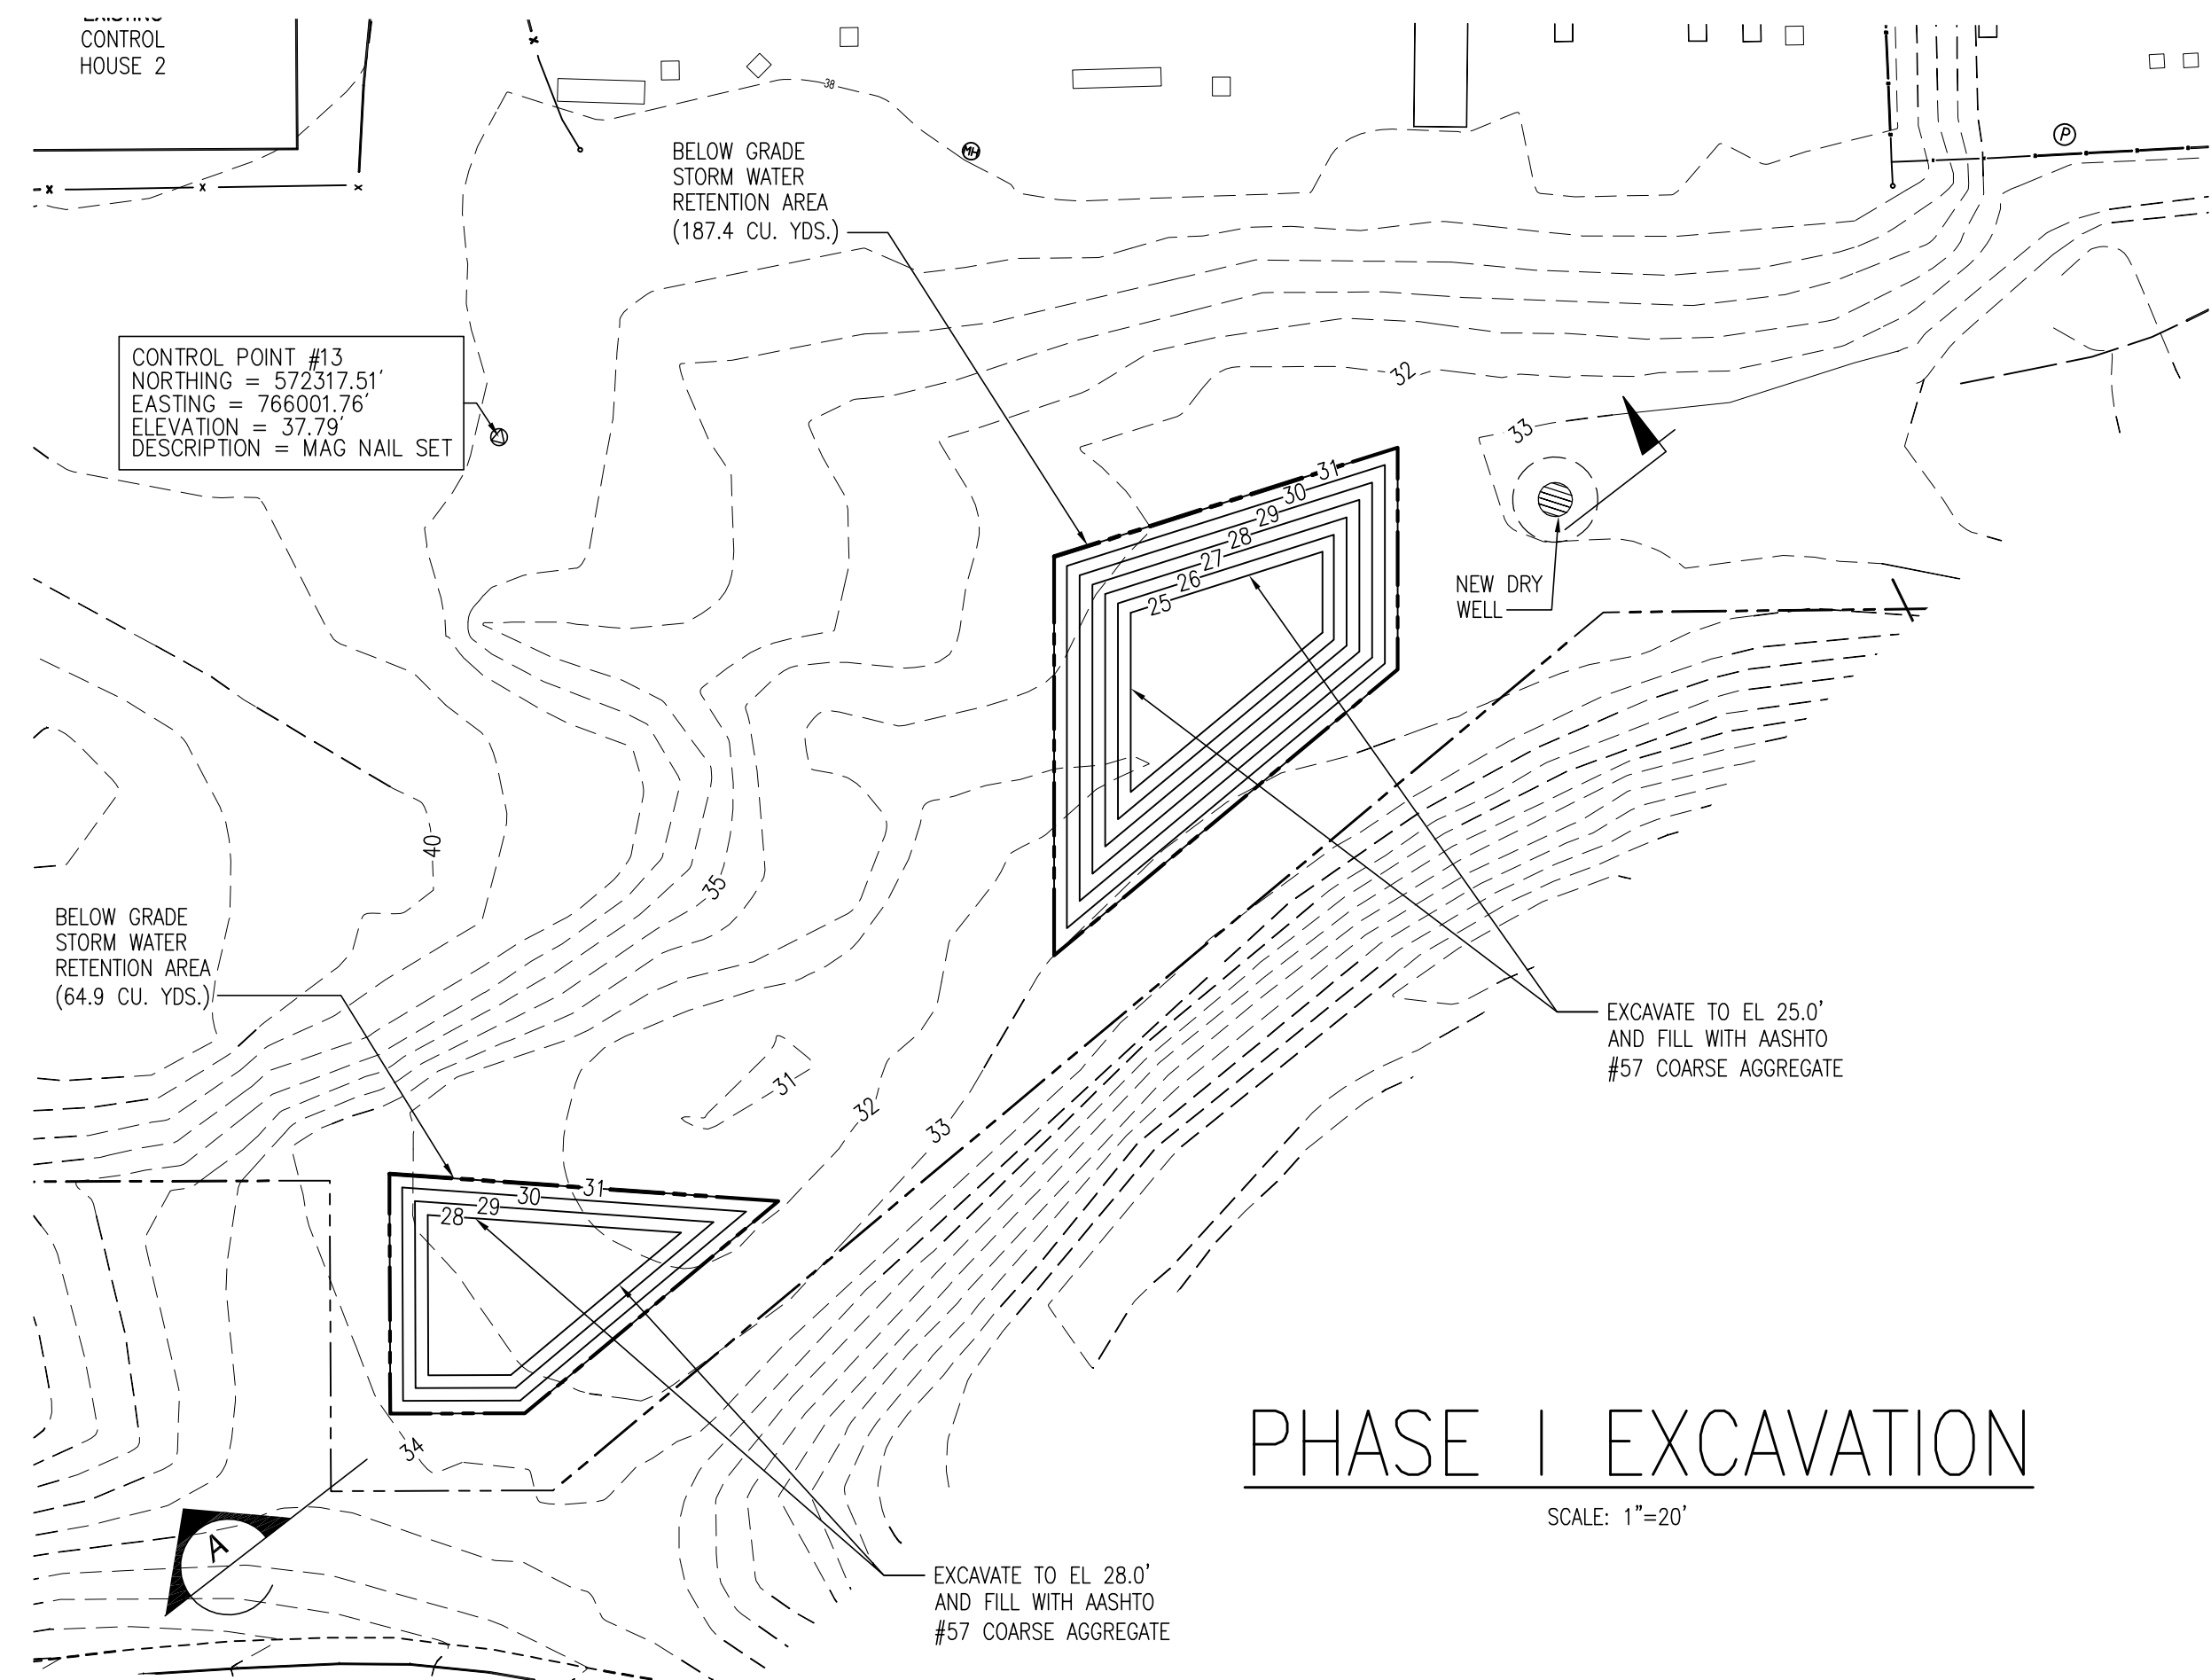 EXISTING
CONTROL
HOUSE 2
38
MH
P
BELOW GRADE
STORM WATER
RETENTION AREA
(187.4 CU. YDS.)
CONTROL POINT #13
NORTHING = 572317.51'
EASTING = 766001.76'
ELEVATION = 37.79'
DESCRIPTION = MAG NAIL SET
32
33
31
30
29
28
27
26
25
NEW DRY
WELL
40
35
BELOW GRADE
STORM WATER
RETENTION AREA
(64.9 CU. YDS.)
EXCAVATE TO EL 25.0'
AND FILL WITH AASHTO
#57 COARSE AGGREGATE
31
32
33
31
30
29
28
34
A
PHASE I EXCAVATION
SCALE: 1"=20'
EXCAVATE TO EL 28.0'
AND FILL WITH AASHTO
#57 COARSE AGGREGATE